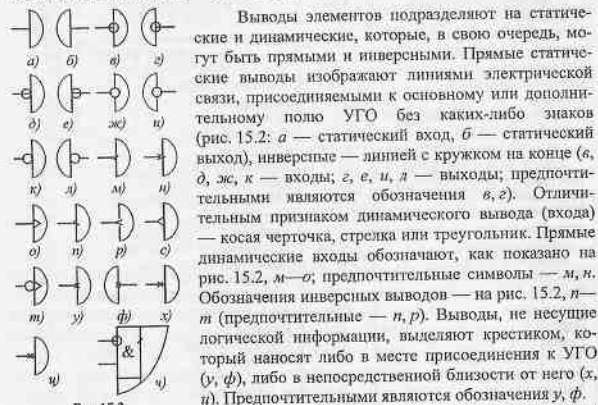 а) б) в) г)
д) е) ж) и)
к) л) м) н)
о) п) р) с)
т) у) ф) х)
&
ц) ч)
Выводы элементов подразделяют на статиче-
ские и динамические, которые, в свою очередь, мо-
гут быть прямыми и инверсными. Прямые статиче-
ские выводы изображают линиями электрической
связи, присоединяемыми к основному или дополни-
тельному полю УГО без каких-либо знаков
(рис. 15.2: а — статический вход, б — статический
выход), инверсные — линией с кружком на конце (в,
д, ж, к — входы; г, е, и, л — выходы; предпочти-
тельными являются обозначения в, г). Отличи-
тельным признаком динамического вывода (входа)
— косая черточка, стрелка или треугольник. Прямые
динамические входы обозначают, как показано на
рис. 15.2, м—о; предпочтительные символы — м, н.
Обозначения инверсных выводов — на рис. 15.2, п—
т (предпочтительные — п, р). Выводы, не несущие
логической информации, выделяют крестиком, ко-
торый наносят либо в месте присоединения к УГО
(у, ф), либо в непосредственной близости от него (х,
ц). Предпочтительными являются обозначения у, ф.